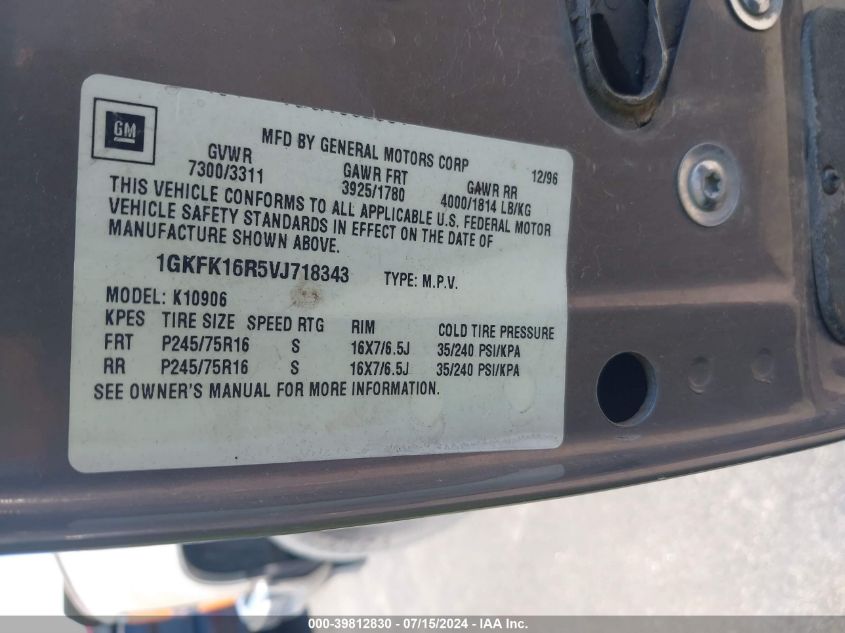 GM
MFD BY GENERAL MOTORS CORP 12/96
GVWR GAWR FRT GAWR RR
7300/3311 3925/1780 4000/1814 LB/KG
THIS VEHICLE CONFORMS TO ALL APPLICABLE U.S. FEDERAL MOTOR
VEHICLE SAFETY STANDARDS IN EFFECT ON THE DATE OF
MANUFACTURE SHOWN ABOVE.
1GKFK16R5VJ718343 TYPE: M.P.V.
MODEL: K10906
KPES TIRE SIZE SPEED RTG RIM COLD TIRE PRESSURE
FRT P245/75R16 S 16X7/6.5J 35/240 PSI/KPA
RR P245/75R16 S 16X7/6.5J 35/240 PSI/KPA
SEE OWNER'S MANUAL FOR MORE INFORMATION.
000-39812830 - 07/15/2024 - IAA Inc.